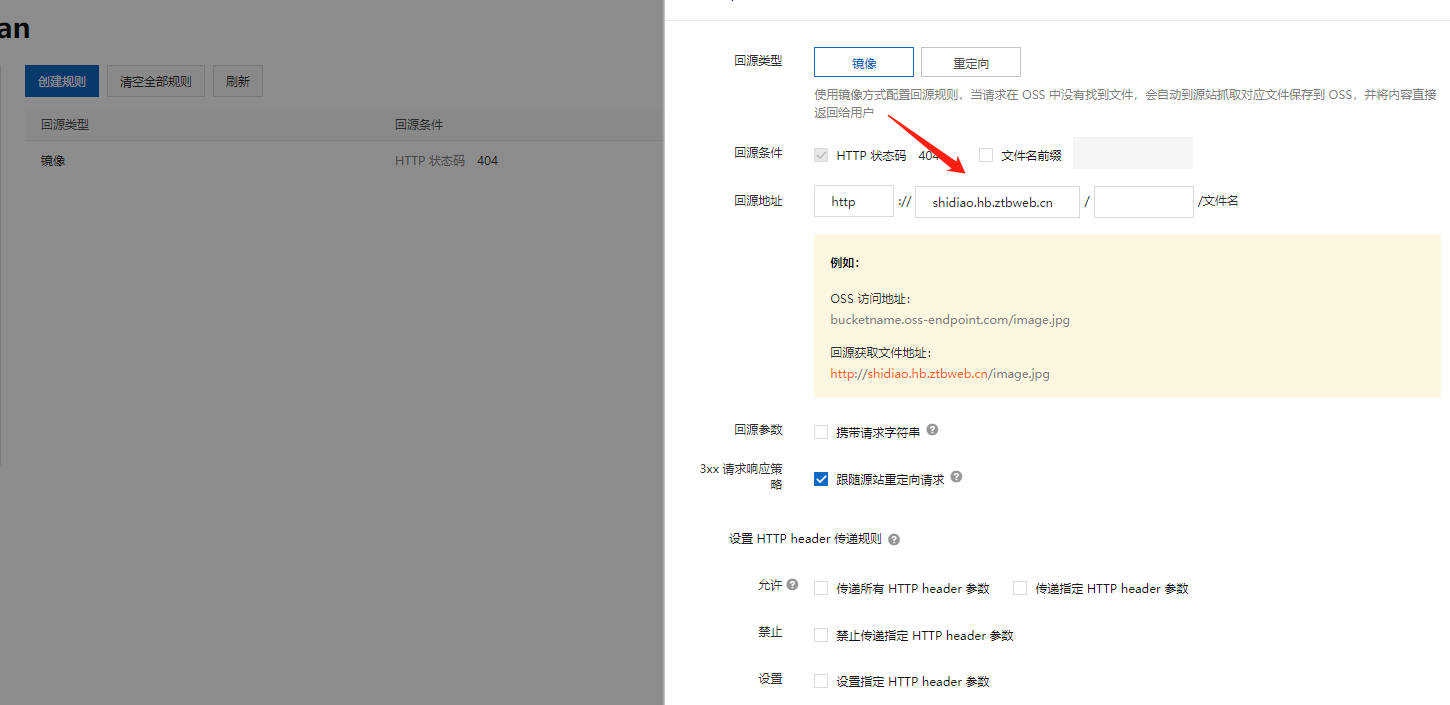 an
创建规则 清空全部规则 刷新
回源类型 回源条件
镜像 HTTP 状态码 404
回源类型 镜像 重定向
使用镜像方式配置回源规则，当请求在 OSS 中没有找到文件，会自动到源站抓取对应文件保存到 OSS，并将内容直接
返回给用户
回源条件 HTTP 状态码 404 文件名前缀
回源地址 http :// shidiao.hb.ztbweb.cn / /文件名
例如：
OSS 访问地址：
bucketname.oss-endpoint.com/image.jpg
回源获取文件地址：
http://shidiao.hb.ztbweb.cn/image.jpg
回源参数 携带请求字符串 ?
3xx 请求响应策
略 跟随源站重定向请求 ?
设置 HTTP header 传递规则 ?
允许 ? 传递所有 HTTP header 参数 传递指定 HTTP header 参数
禁止 禁止传递指定 HTTP header 参数
设置 设置指定 HTTP header 参数